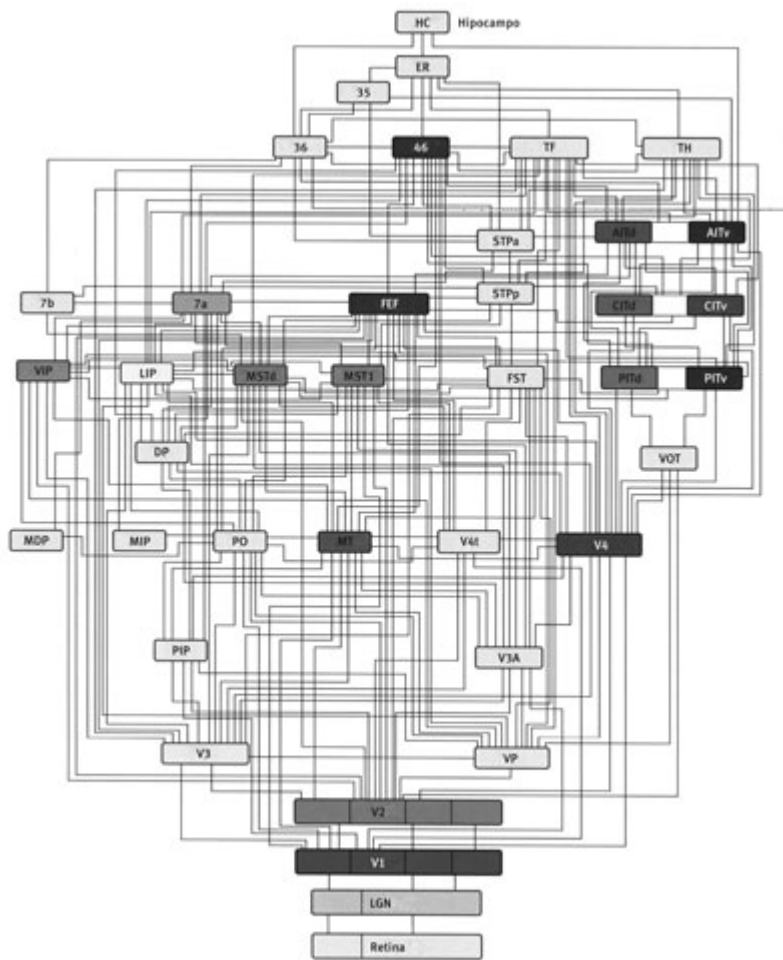 HC Hipocampo
ER
35
36 46 TF TH
STPa AITd AITv
7b 7a FEF STPp CITd CITv
VIP LIP MSTd MST1 FST PITd PITv
DP VOT
MDP MIP PO MT V4t V4
PIP V3A
V3 VP
V2
V1
LGN
Retina